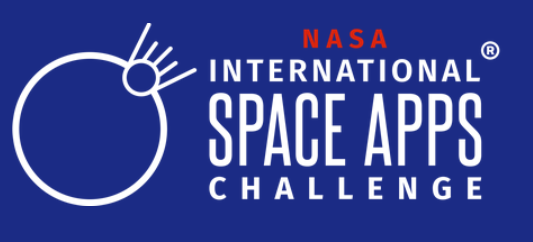 NASA
INTERNATIONAL®
SPACE APPS
CHALLENGE